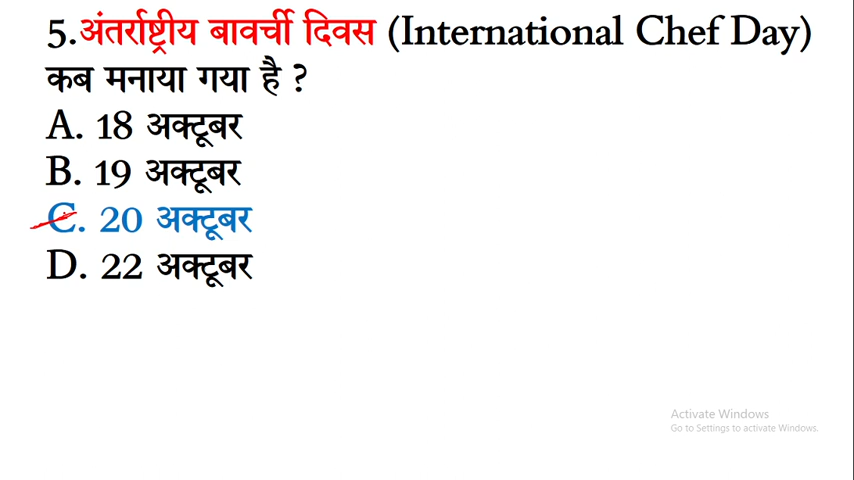 5.अंतर्राष्ट्रीय बावर्ची दिवस (International Chef Day)
कब मनाया गया है ?
A. 18 अक्टूबर
B. 19 अक्टूबर
C. 20 अक्टूबर
D. 22 अक्टूबर
Activate Windows
Go to Settings to activate Windows.